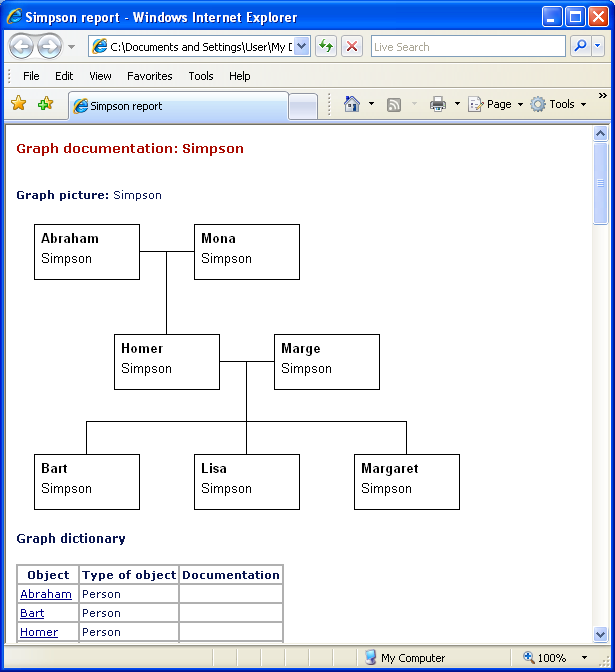 Simpson report - Windows Internet Explorer
C:\Documents and Settings\User\My D
Live Search
File Edit View Favorites Tools Help
Simpson report
Page Tools »
Graph documentation: Simpson
Graph picture: Simpson
Abraham Mona
Simpson Simpson
Homer Marge
Simpson Simpson
Bart Lisa Margaret
Simpson Simpson Simpson
Graph dictionary
Object Type of object Documentation
Abraham Person
Bart Person
Homer Person
My Computer 100%